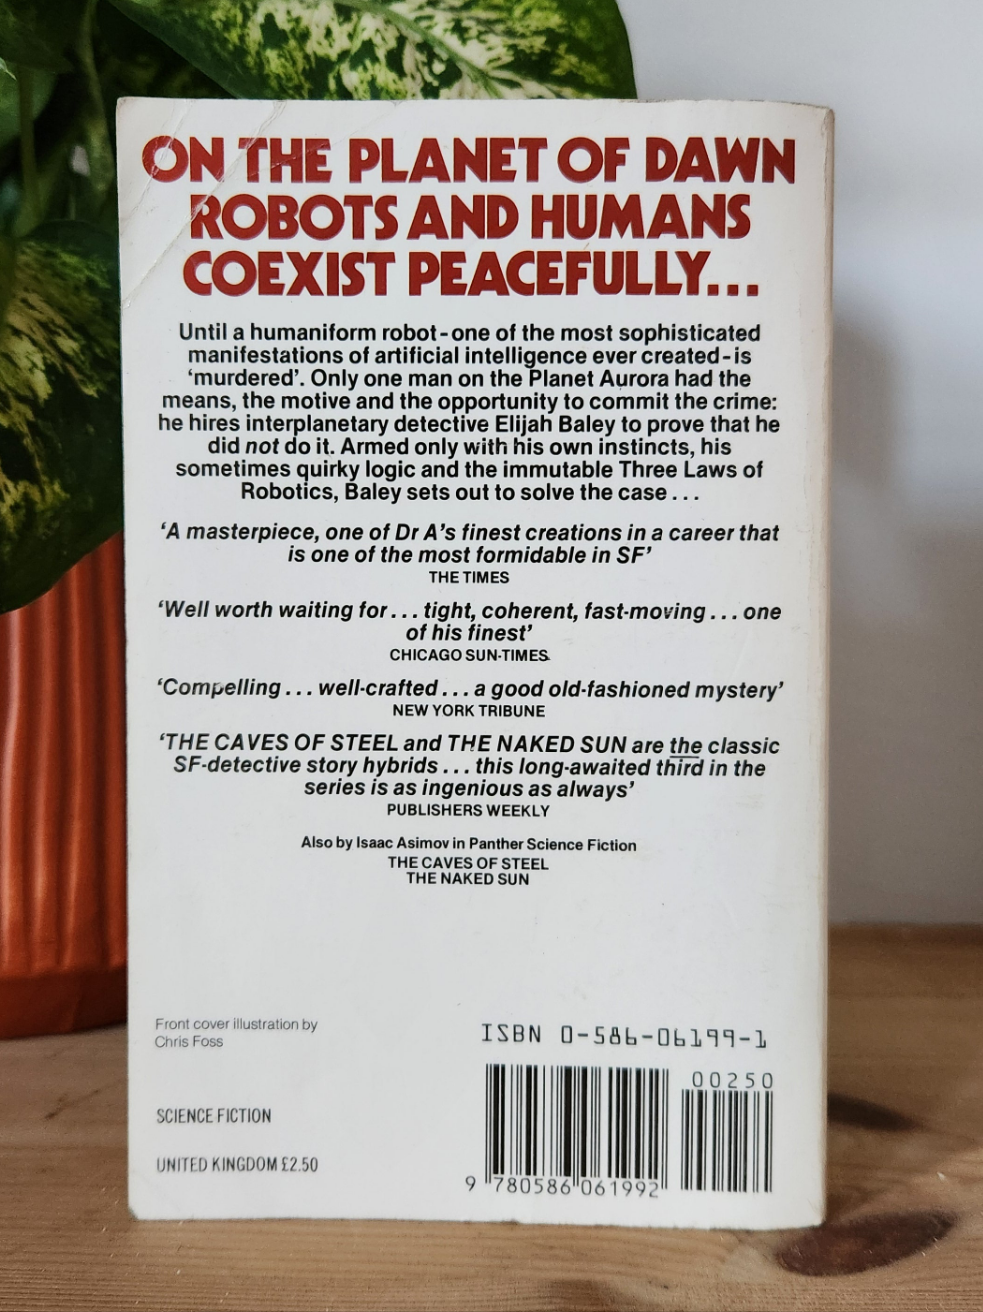 ON THE PLANET OF DAWN
ROBOTS AND HUMANS
COEXIST PEACEFULLY...
Until a humaniform robot-one of the most sophisticated
manifestations of artificial intelligence ever created-is
‘murdered’. Only one man on the Planet Aurora had the
means, the motive and the opportunity to commit the crime:
he hires interplanetary detective Elijah Baley to prove that he
did not do it. Armed only with his own instincts, his
sometimes quirky logic and the immutable Three Laws of
Robotics, Baley sets out to solve the case . . .
‘A masterpiece, one of Dr A’s finest creations in a career that
is one of the most formidable in SF’
THE TIMES
‘Well worth waiting for . . . tight, coherent, fast-moving . . . one
of his finest’
CHICAGO SUN-TIMES
‘Compelling . . . well-crafted . . . a good old-fashioned mystery’
NEW YORK TRIBUNE
‘THE CAVES OF STEEL and THE NAKED SUN are the classic
SF-detective story hybrids . . . this long-awaited third in the
series is as ingenious as always’
PUBLISHERS WEEKLY
Also by Isaac Asimov in Panther Science Fiction
THE CAVES OF STEEL
THE NAKED SUN
Front cover illustration by
Chris Foss
ISBN 0-586-06199-1
00250
SCIENCE FICTION
UNITED KINGDOM £2.50
9 780586 061992